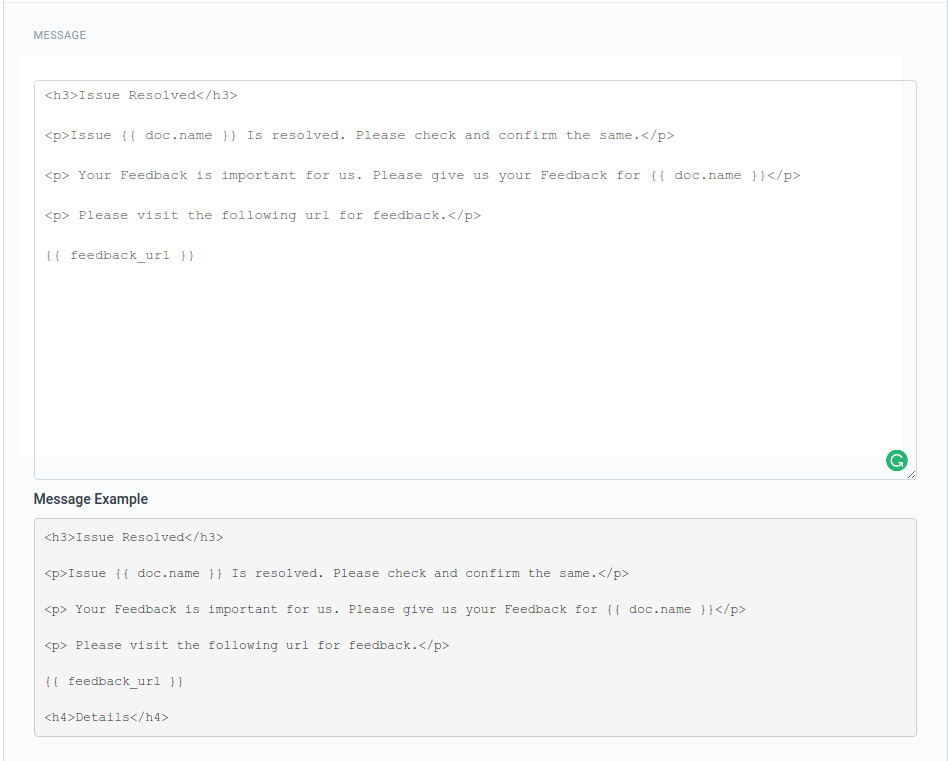 MESSAGE
<h3>Issue Resolved</h3>
<p>Issue {{ doc.name }} Is resolved. Please check and confirm the same.</p>
<p> Your Feedback is important for us. Please give us your Feedback for {{ doc.name }}</p>
<p> Please visit the following url for feedback.</p>
{{ feedback_url }}
Message Example
<h3>Issue Resolved</h3>
<p>Issue {{ doc.name }} Is resolved. Please check and confirm the same.</p>
<p> Your Feedback is important for us. Please give us your Feedback for {{ doc.name }}</p>
<p> Please visit the following url for feedback.</p>
{{ feedback_url }}
<h4>Details</h4>